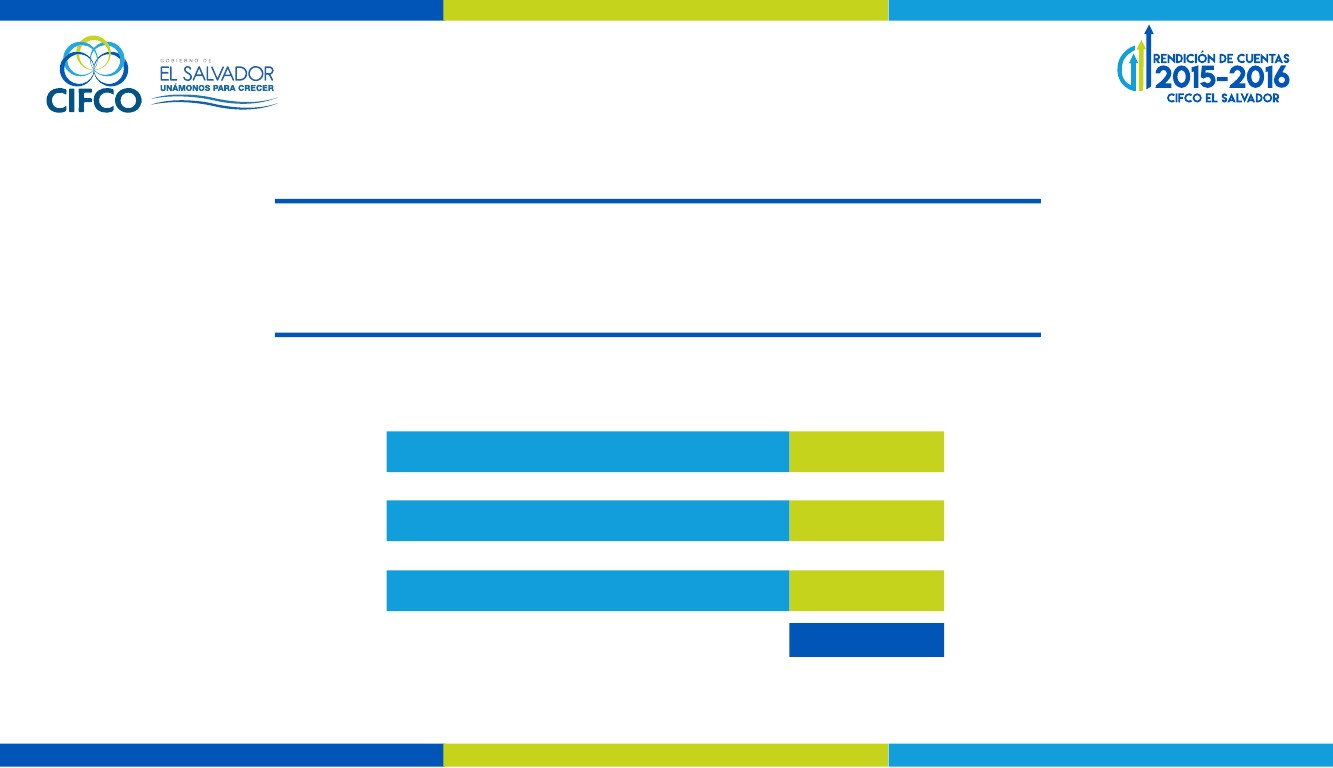 CIFCO
GOBIERNO DE
EL SALVADOR
UNÁMONOS PARA CRECER
RENDICIÓN DE CUENTAS
2015-2016
CIFCO EL SALVADOR